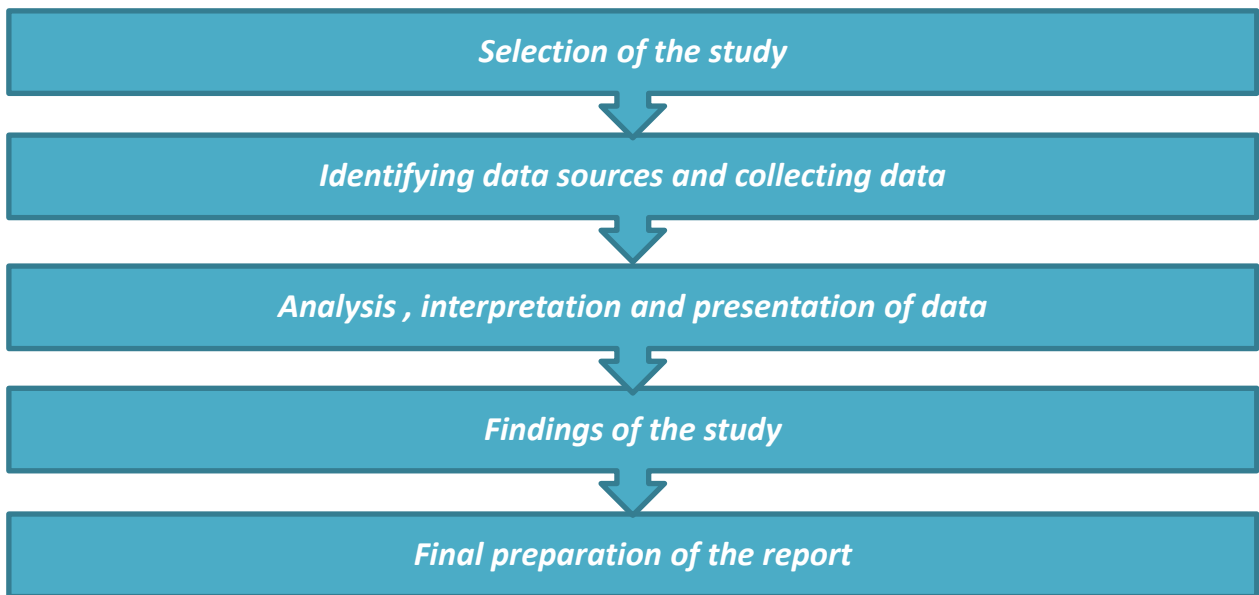 Selection of the study
Identifying data sources and collecting data
Analysis , interpretation and presentation of data
Findings of the study
Final preparation of the report